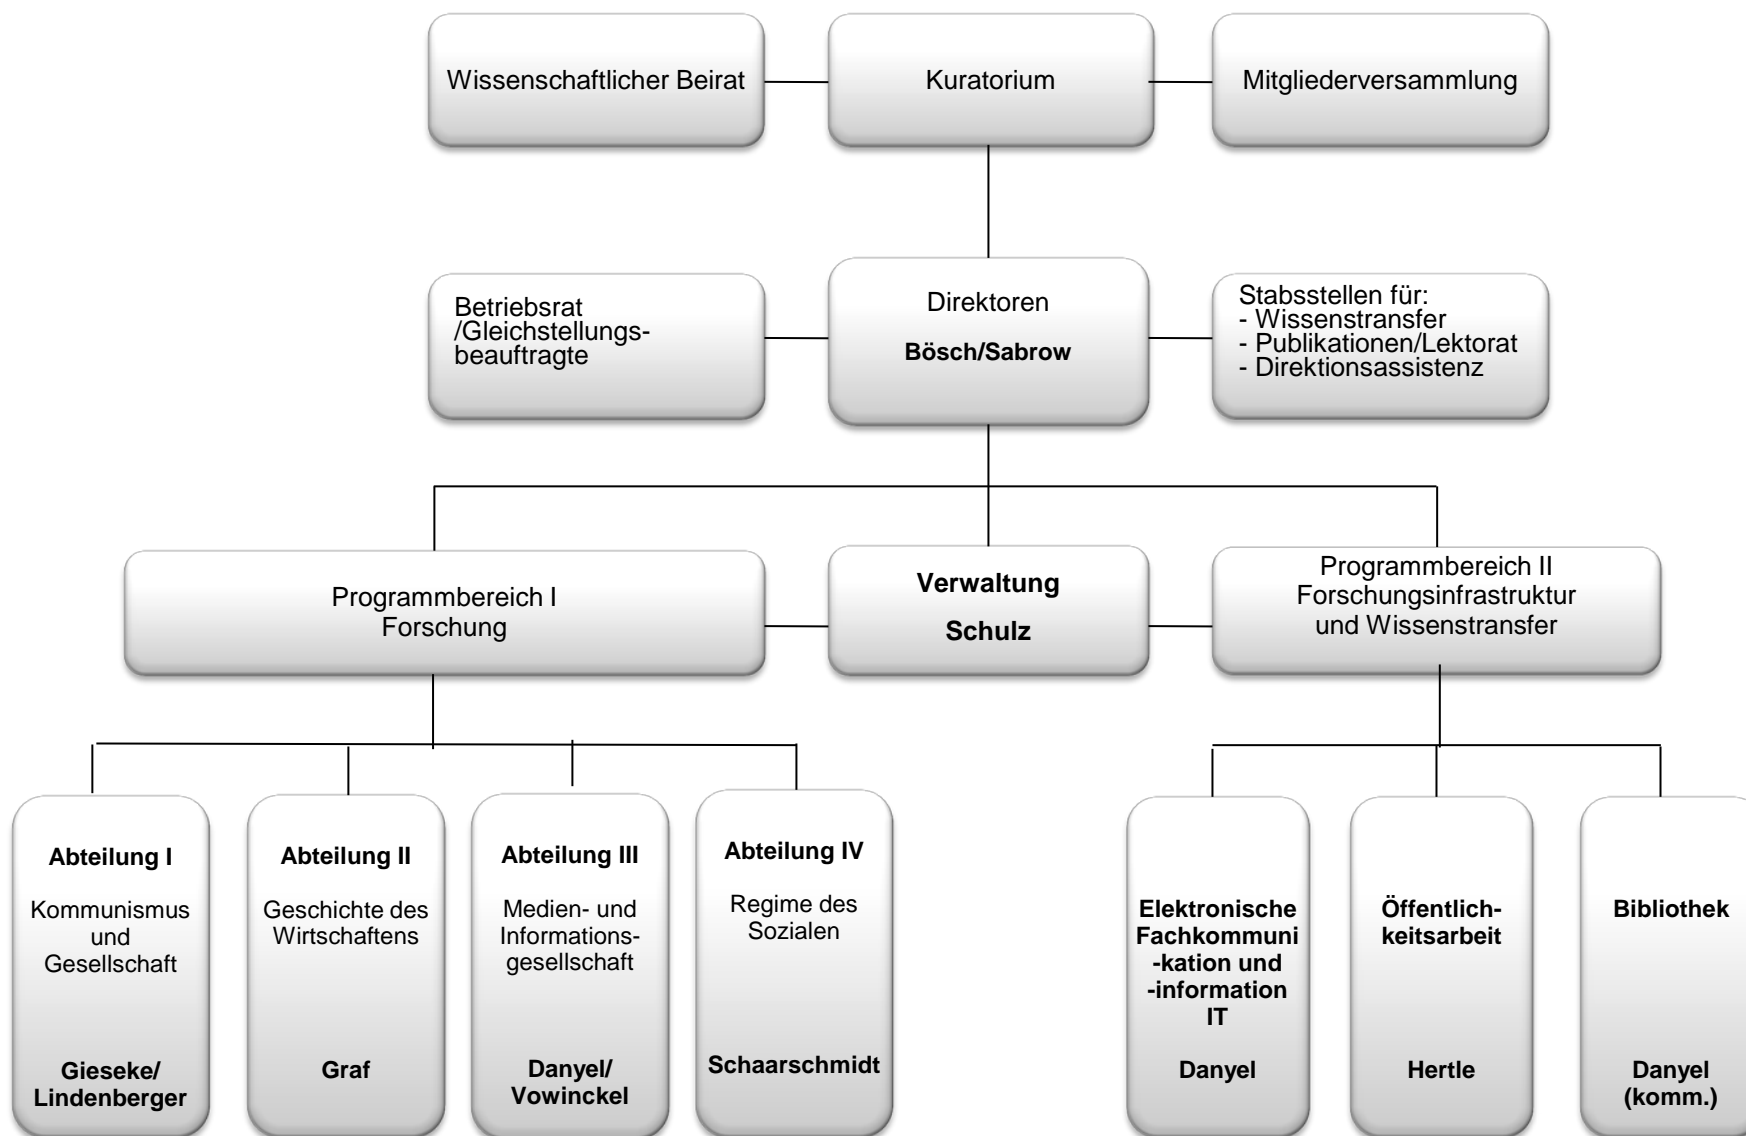 Wissenschaftlicher Beirat
Kuratorium
Mitgliederversammlung
Betriebsrat
/Gleichstellungs-
beauftragte
Direktoren
Bösch/Sabrow
Stabsstellen für:
- Wissenstransfer
- Publikationen/Lektorat
- Direktionsassistenz
Programmbereich I
Forschung
Verwaltung
Schulz
Programmbereich II
Forschungsinfrastruktur
und Wissenstransfer
Abteilung I
Kommunismus
und
Gesellschaft
Gieseke/
Lindenberger
Abteilung II
Geschichte des
Wirtschaftens
Graf
Abteilung III
Medien- und
Informations-
gesellschaft
Danyel/
Vowinckel
Abteilung IV
Regime des
Sozialen
Schaarschmidt
Elektronische
Fachkommuni
-kation und
-information
IT
Danyel
Öffentlich-
keitsarbeit
Hertle
Bibliothek
Danyel
(komm.)